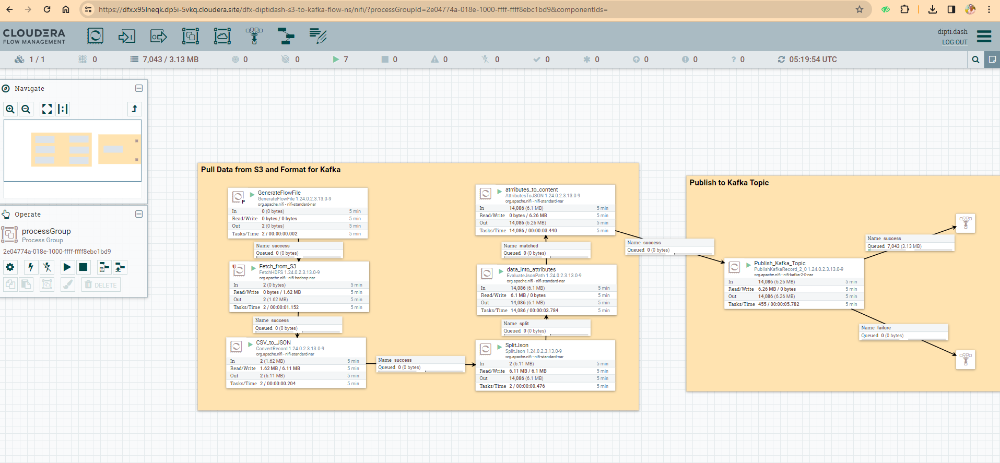 https://dfx.x95lneqk.dp5i-5vkq.cloudera.site/dfx-diptidash-s3-to-kafka-flow-ns/nifi/?processGroupId=2e04774a-018e-1000-ffff-ffff8ebc1bd9&componentIds=
CLOUDERA
FLOW MANAGEMENT
dipti.dash
LOG OUT
1 / 1
0
7,043 / 3.13 MB
0
0
7
0
0
0
0
0
0
0
? 0
05:19:54 UTC
Navigate
Operate
processGroup
Process Group
2e04774a-018e-1000-ffff-ffff8ebc1bd9
DELETE
Pull Data from S3 and Format for Kafka
GenerateFlowFile
GenerateFlowFile 1.24.0.2.3.13.0-9
org.apache.nifi - nifi-standard-nar
P
In 0 (0 bytes) 5 min
Read/Write 0 bytes / 0 bytes 5 min
Out 2 (0 bytes) 5 min
Tasks/Time 2 / 00:00:00.002 5 min
Name success
Queued 0 (0 bytes)
Fetch_from_S3
FetchHDFS 1.24.0.2.3.13.0-9
org.apache.nifi - nifi-hadoop-nar
In 2 (0 bytes) 5 min
Read/Write 0 bytes / 1.62 MB 5 min
Out 2 (1.62 MB) 5 min
Tasks/Time 2 / 00:00:01.152 5 min
Name success
Queued 0 (0 bytes)
CSV_to_JSON
ConvertRecord 1.24.0.2.3.13.0-9
org.apache.nifi - nifi-standard-nar
In 2 (1.62 MB) 5 min
Read/Write 1.62 MB / 6.11 MB 5 min
Out 2 (6.11 MB) 5 min
Tasks/Time 2 / 00:00:00.204 5 min
Name success
Queued 0 (0 bytes)
SplitJson
SplitJson 1.24.0.2.3.13.0-9
org.apache.nifi - nifi-standard-nar
In 2 (6.11 MB) 5 min
Read/Write 6.11 MB / 6.1 MB 5 min
Out 14,086 (6.1 MB) 5 min
Tasks/Time 2 / 00:00:00.476 5 min
Name split
Queued 0 (0 bytes)
data_into_attributes
EvaluateJsonPath 1.24.0.2.3.13.0-9
org.apache.nifi - nifi-standard-nar
In 14,086 (6.1 MB) 5 min
Read/Write 6.1 MB / 0 bytes 5 min
Out 14,086 (6.1 MB) 5 min
Tasks/Time 14,086 / 00:00:03.784 5 min
Name matched
Queued 0 (0 bytes)
atrributes_to_content
AttributesToJSON 1.24.0.2.3.13.0-9
org.apache.nifi - nifi-standard-nar
In 14,086 (6.1 MB) 5 min
Read/Write 0 bytes / 6.26 MB 5 min
Out 14,086 (6.26 MB) 5 min
Tasks/Time 14,086 / 00:00:03.440 5 min
Name success
Queued 0 (0 bytes)
Publish to Kafka Topic
Publish_Kafka_Topic
PublishKafkaRecord_2_0 1.24.0.2.3.13.0-9
org.apache.nifi - nifi-kafka-2-0-nar
In 14,086 (6.26 MB) 5 min
Read/Write 6.26 MB / 0 bytes 5 min
Out 14,086 (6.26 MB) 5 min
Tasks/Time 455 / 00:00:05.782 5 min
Name success
Queued 7,043 (3.13 MB)
Name failure
Queued 0 (0 bytes)